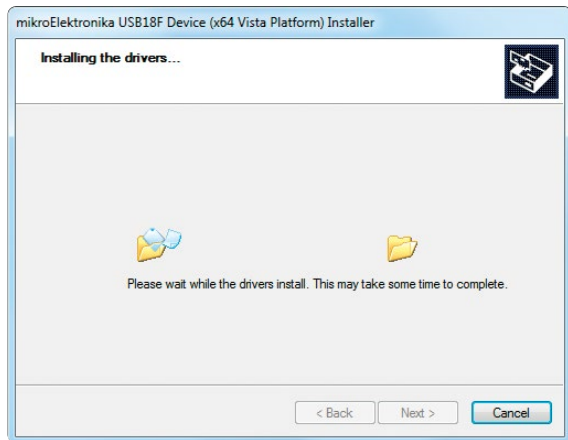 mikroElektronika USB18F Device (x64 Vista Platform) Installer
Installing the drivers...
Please wait while the drivers install. This may take some time to complete.
< Back Next > Cancel